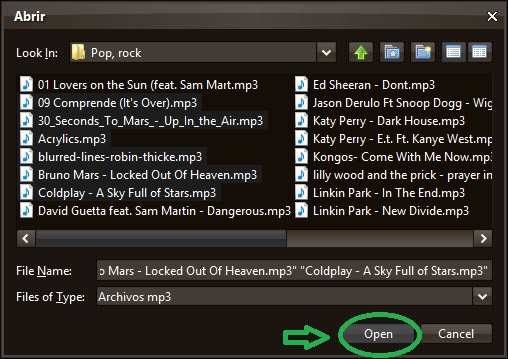 Abrir
Look In: Pop, rock
01 Lovers on the Sun (feat. Sam Mart.mp3
09 Comprende (It's Over).mp3
30_Seconds_To_Mars_-_Up_In_the_Air.mp3
Acrylics.mp3
blurred-lines-robin-thicke.mp3
Bruno Mars - Locked Out Of Heaven.mp3
Coldplay - A Sky Full of Stars.mp3
David Guetta feat. Sam Martin - Dangerous.mp3
Ed Sheeran - Dont.mp3
Jason Derulo Ft Snoop Dogg - Wig
Katy Perry - Dark House.mp3
Katy Perry - E.t. Ft. Kanye West.mp
Kongos- Come With Me Now.mp3
lilly wood and the prick - prayer in
Linkin Park - In The End.mp3
Linkin Park - New Divide.mp3
File Name: o Mars - Locked Out Of Heaven.mp3" "Coldplay - A Sky Full of Stars.mp3"
Files of Type: Archivos mp3
Open Cancel